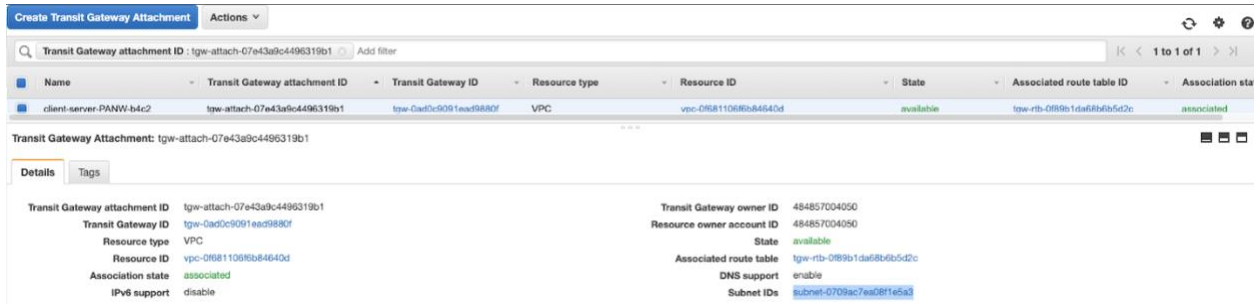 Create Transit Gateway Attachment Actions
Transit Gateway attachment ID : tgw-attach-07e43a9c4496319b1 Add filter 1 to 1 of 1
Name Transit Gateway attachment ID Transit Gateway ID Resource type Resource ID State Associated route table ID Association sta
client-server-PANW-b4c2 tgw-attach-07e43a9c4496319b1 tgw-0ad0c9091ead9880f VPC vpc-0f681106f6b84640d available tgw-rtb-0f89b1da68b6b5d2c associated
Transit Gateway Attachment: tgw-attach-07e43a9c4496319b1
Details Tags
Transit Gateway attachment ID tgw-attach-07e43a9c4496319b1 Transit Gateway owner ID 484857004050
Transit Gateway ID tgw-0ad0c9091ead9880f Resource owner account ID 484857004050
Resource type VPC State available
Resource ID vpc-0f681106f6b84640d Associated route table tgw-rtb-0f89b1da68b6b5d2c
Association state associated DNS support enable
IPv6 support disable Subnet IDs subnet-0709ac7ea08f1e5a3